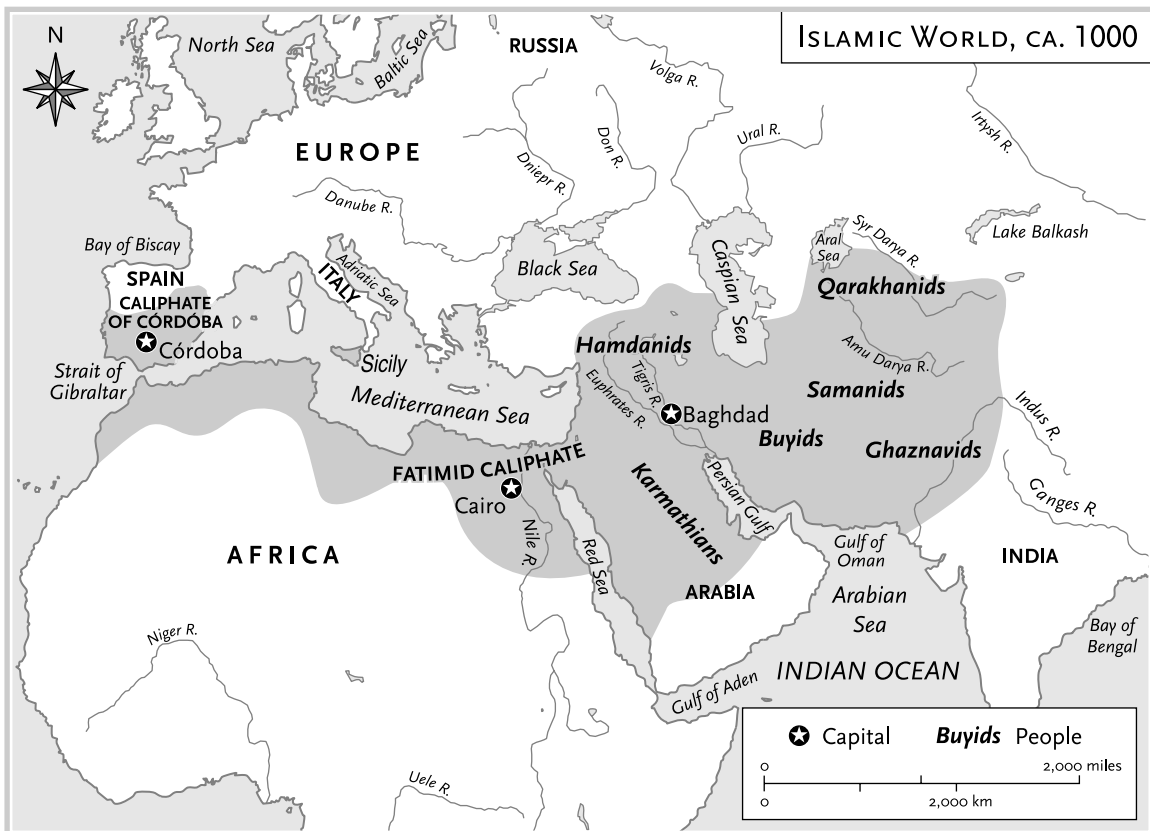 ISLAMIC WORLD, CA. 1000
N
North Sea
Baltic Sea
RUSSIA
Volga R.
Irtysh R.
EUROPE
Dniepr R.
Don R.
Ural R.
Danube R.
Bay of Biscay
Adriatic Sea
ITALY
Black Sea
Caspian Sea
Aral
Sea
Syr Darya R.
Lake Balkash
SPAIN
CALIPHATE
OF CÓRDÓBA
Córdoba
Qarakhanids
Strait of
Gibraltar
Sicily
Mediterranean Sea
Hamdanids
Tigris R.
Euphrates R.
Baghdad
Amu Darya R.
Samanids
Buyids
Ghaznavids
Indus R.
FATIMID CALIPHATE
Cairo
Nile R.
Karmathians
Persian Gulf
Ganges R.
AFRICA
Red Sea
Gulf of
Oman
INDIA
ARABIA
Arabian
Sea
Bay of
Bengal
Niger R.
INDIAN OCEAN
Gulf of Aden
Uele R.
Capital
Buyids People
0 2,000 miles
0 2,000 km